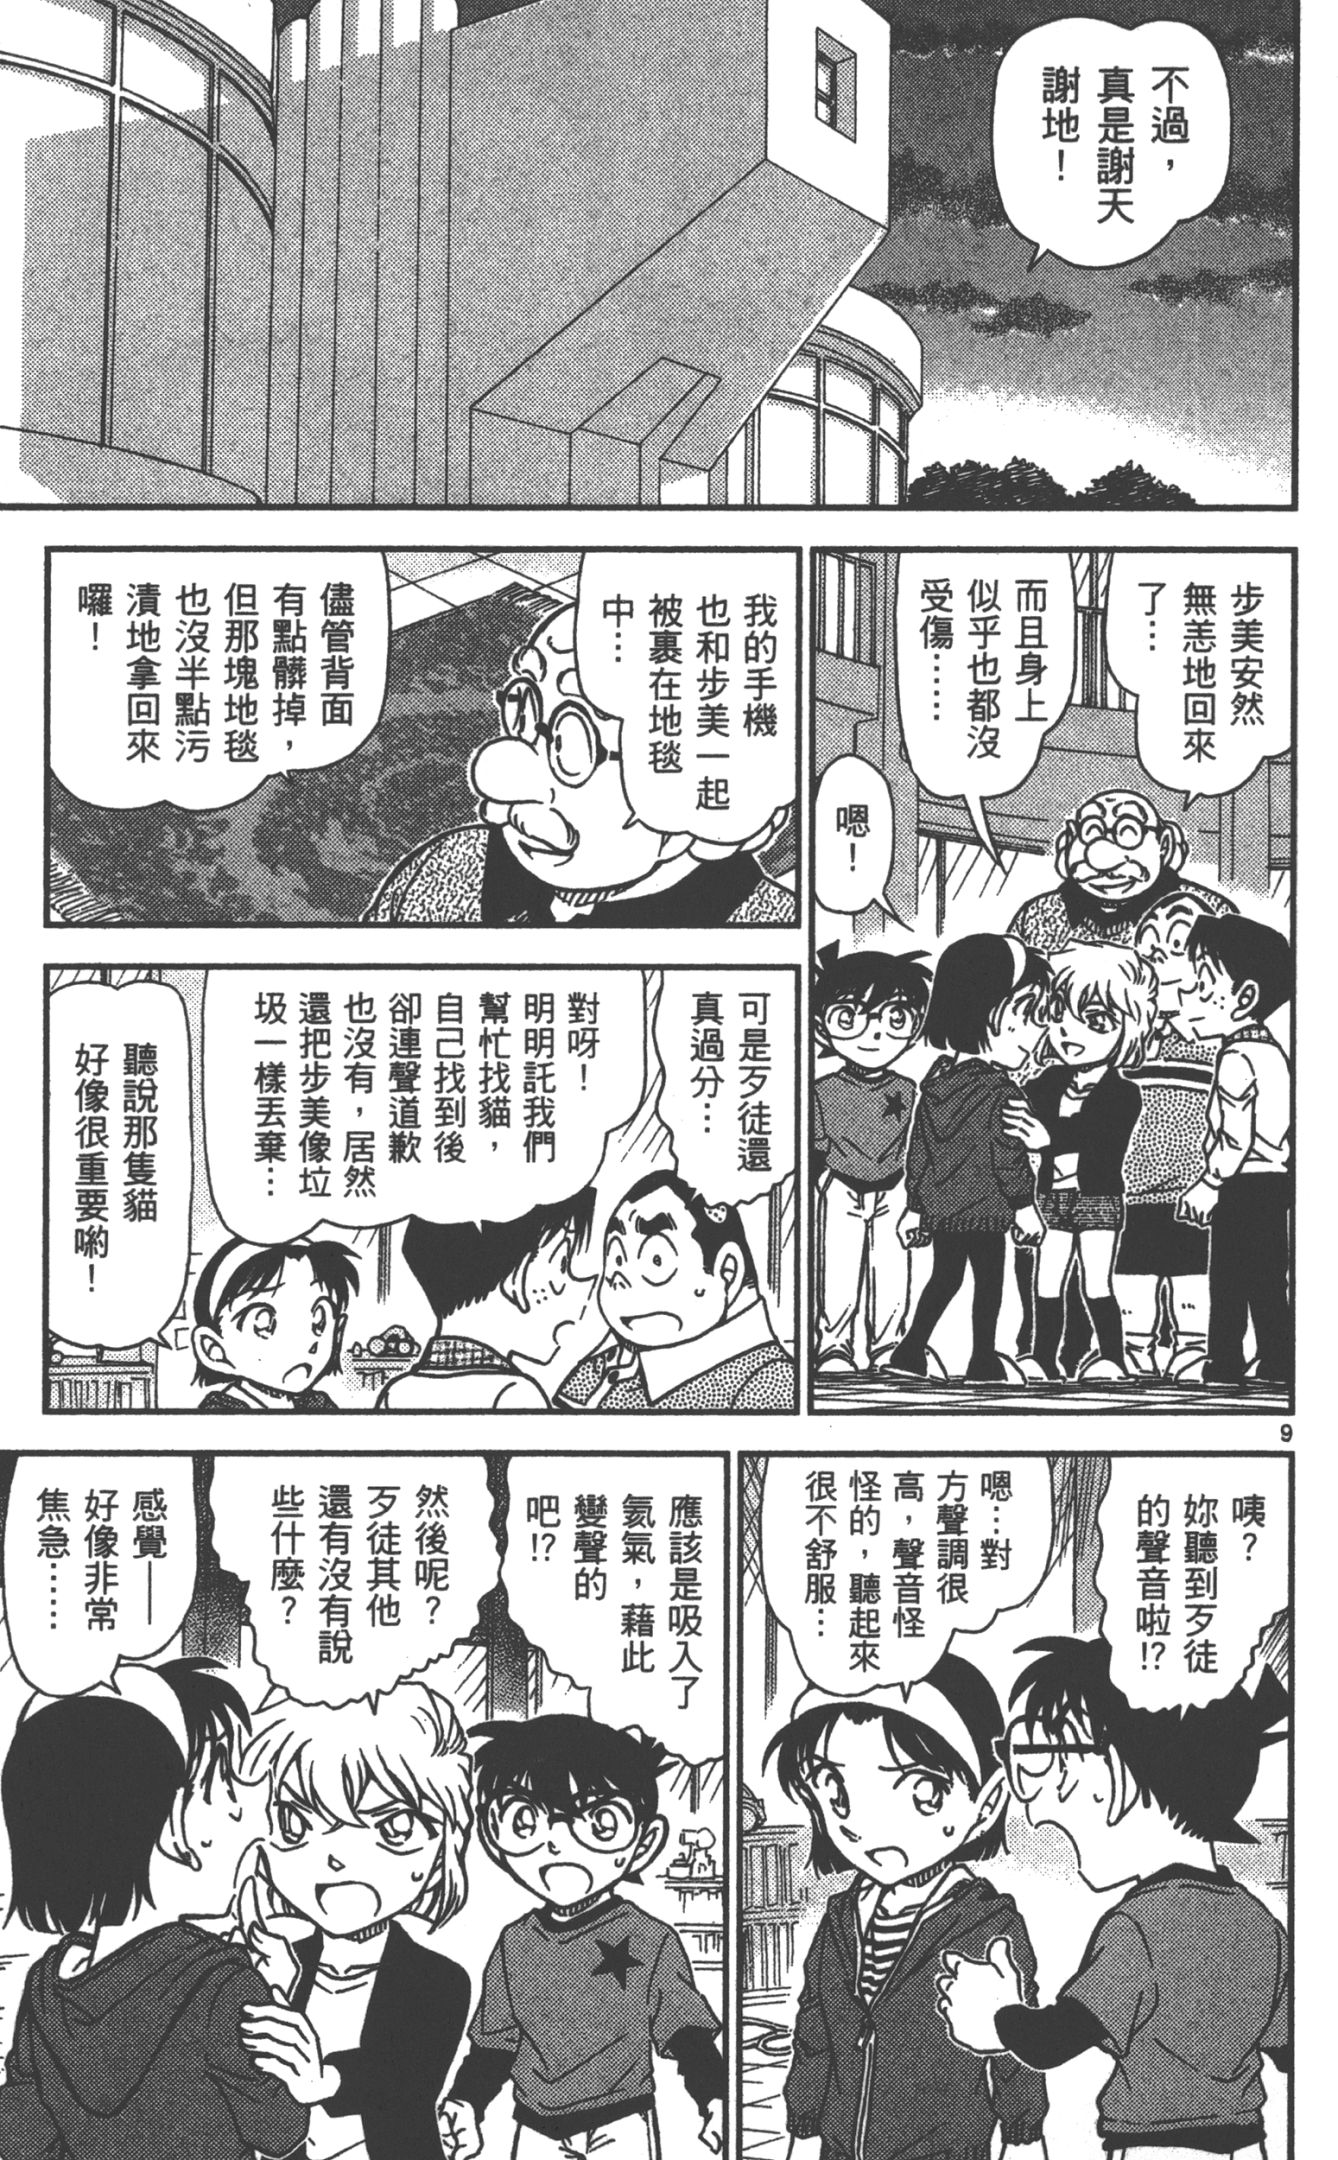 不過，
真是謝天
謝地！
步美安然
無恙地回來
了…
而且身上
似乎也都沒
受傷……
嗯！
我的手機
也和步美一起
被裹在地毯
中…
儘管背面
有點髒掉，
但那塊地毯
也沒半點污
漬地拿回來
囉！
可是歹徒還
真過分…
對呀！
明明託我們
幫忙找貓，
自己找到後
卻連聲道歉
也沒有，居然
還把步美像垃
圾一樣丟棄…
聽說那隻貓
好像很重要喲！
9
咦？
妳聽到歹徒
的聲音啦!?
嗯…對
方聲調很
高，聲音怪
怪的，聽起來
很不舒服…
應該是吸入了
氦氣，藉此
變聲的
吧!?
然後呢？
歹徒其他
還有沒有說
些什麼？
感覺——
好像非常
焦急……